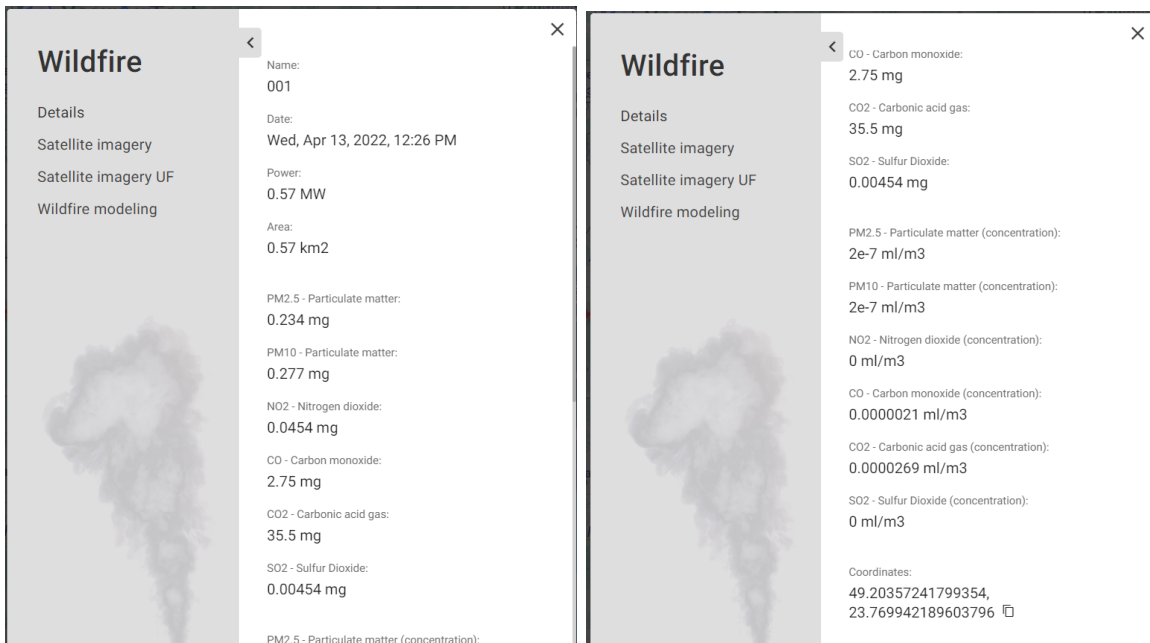 Wildfire
Details
Satellite imagery
Satellite imagery UF
Wildfire modeling
Name:
001
Date:
Wed, Apr 13, 2022, 12:26 PM
Power:
0.57 MW
Area:
0.57 km2
PM2.5 - Particulate matter:
0.234 mg
PM10 - Particulate matter:
0.277 mg
NO2 - Nitrogen dioxide:
0.0454 mg
CO - Carbon monoxide:
2.75 mg
CO2 - Carbonic acid gas:
35.5 mg
SO2 - Sulfur Dioxide:
0.00454 mg
PM2.5 - Particulate matter (concentration):
Wildfire
Details
Satellite imagery
Satellite imagery UF
Wildfire modeling
CO - Carbon monoxide:
2.75 mg
CO2 - Carbonic acid gas:
35.5 mg
SO2 - Sulfur Dioxide:
0.00454 mg
PM2.5 - Particulate matter (concentration):
2e-7 ml/m3
PM10 - Particulate matter (concentration):
2e-7 ml/m3
NO2 - Nitrogen dioxide (concentration):
0 ml/m3
CO - Carbon monoxide (concentration):
0.0000021 ml/m3
CO2 - Carbonic acid gas (concentration):
0.0000269 ml/m3
SO2 - Sulfur Dioxide (concentration):
0 ml/m3
Coordinates:
49.20357241799354,
23.769942189603796